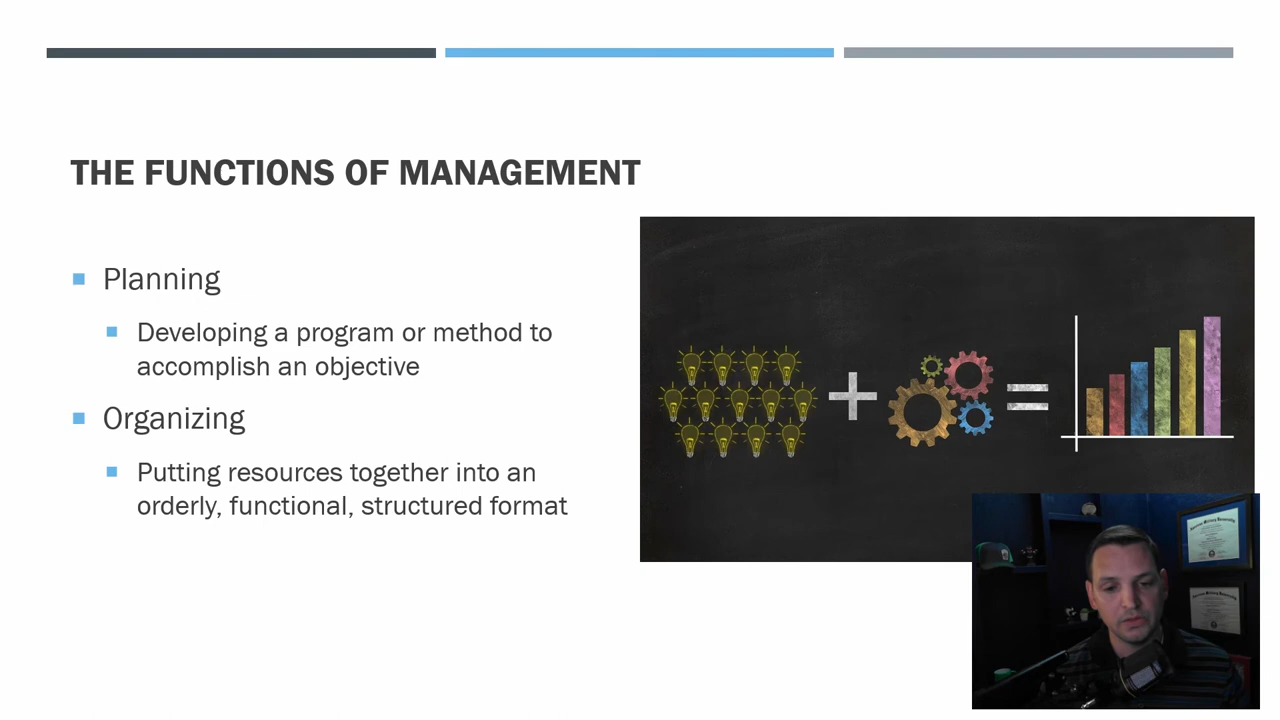 THE FUNCTIONS OF MANAGEMENT
Planning
Developing a program or method to
accomplish an objective
Organizing
Putting resources together into an
orderly, functional, structured format